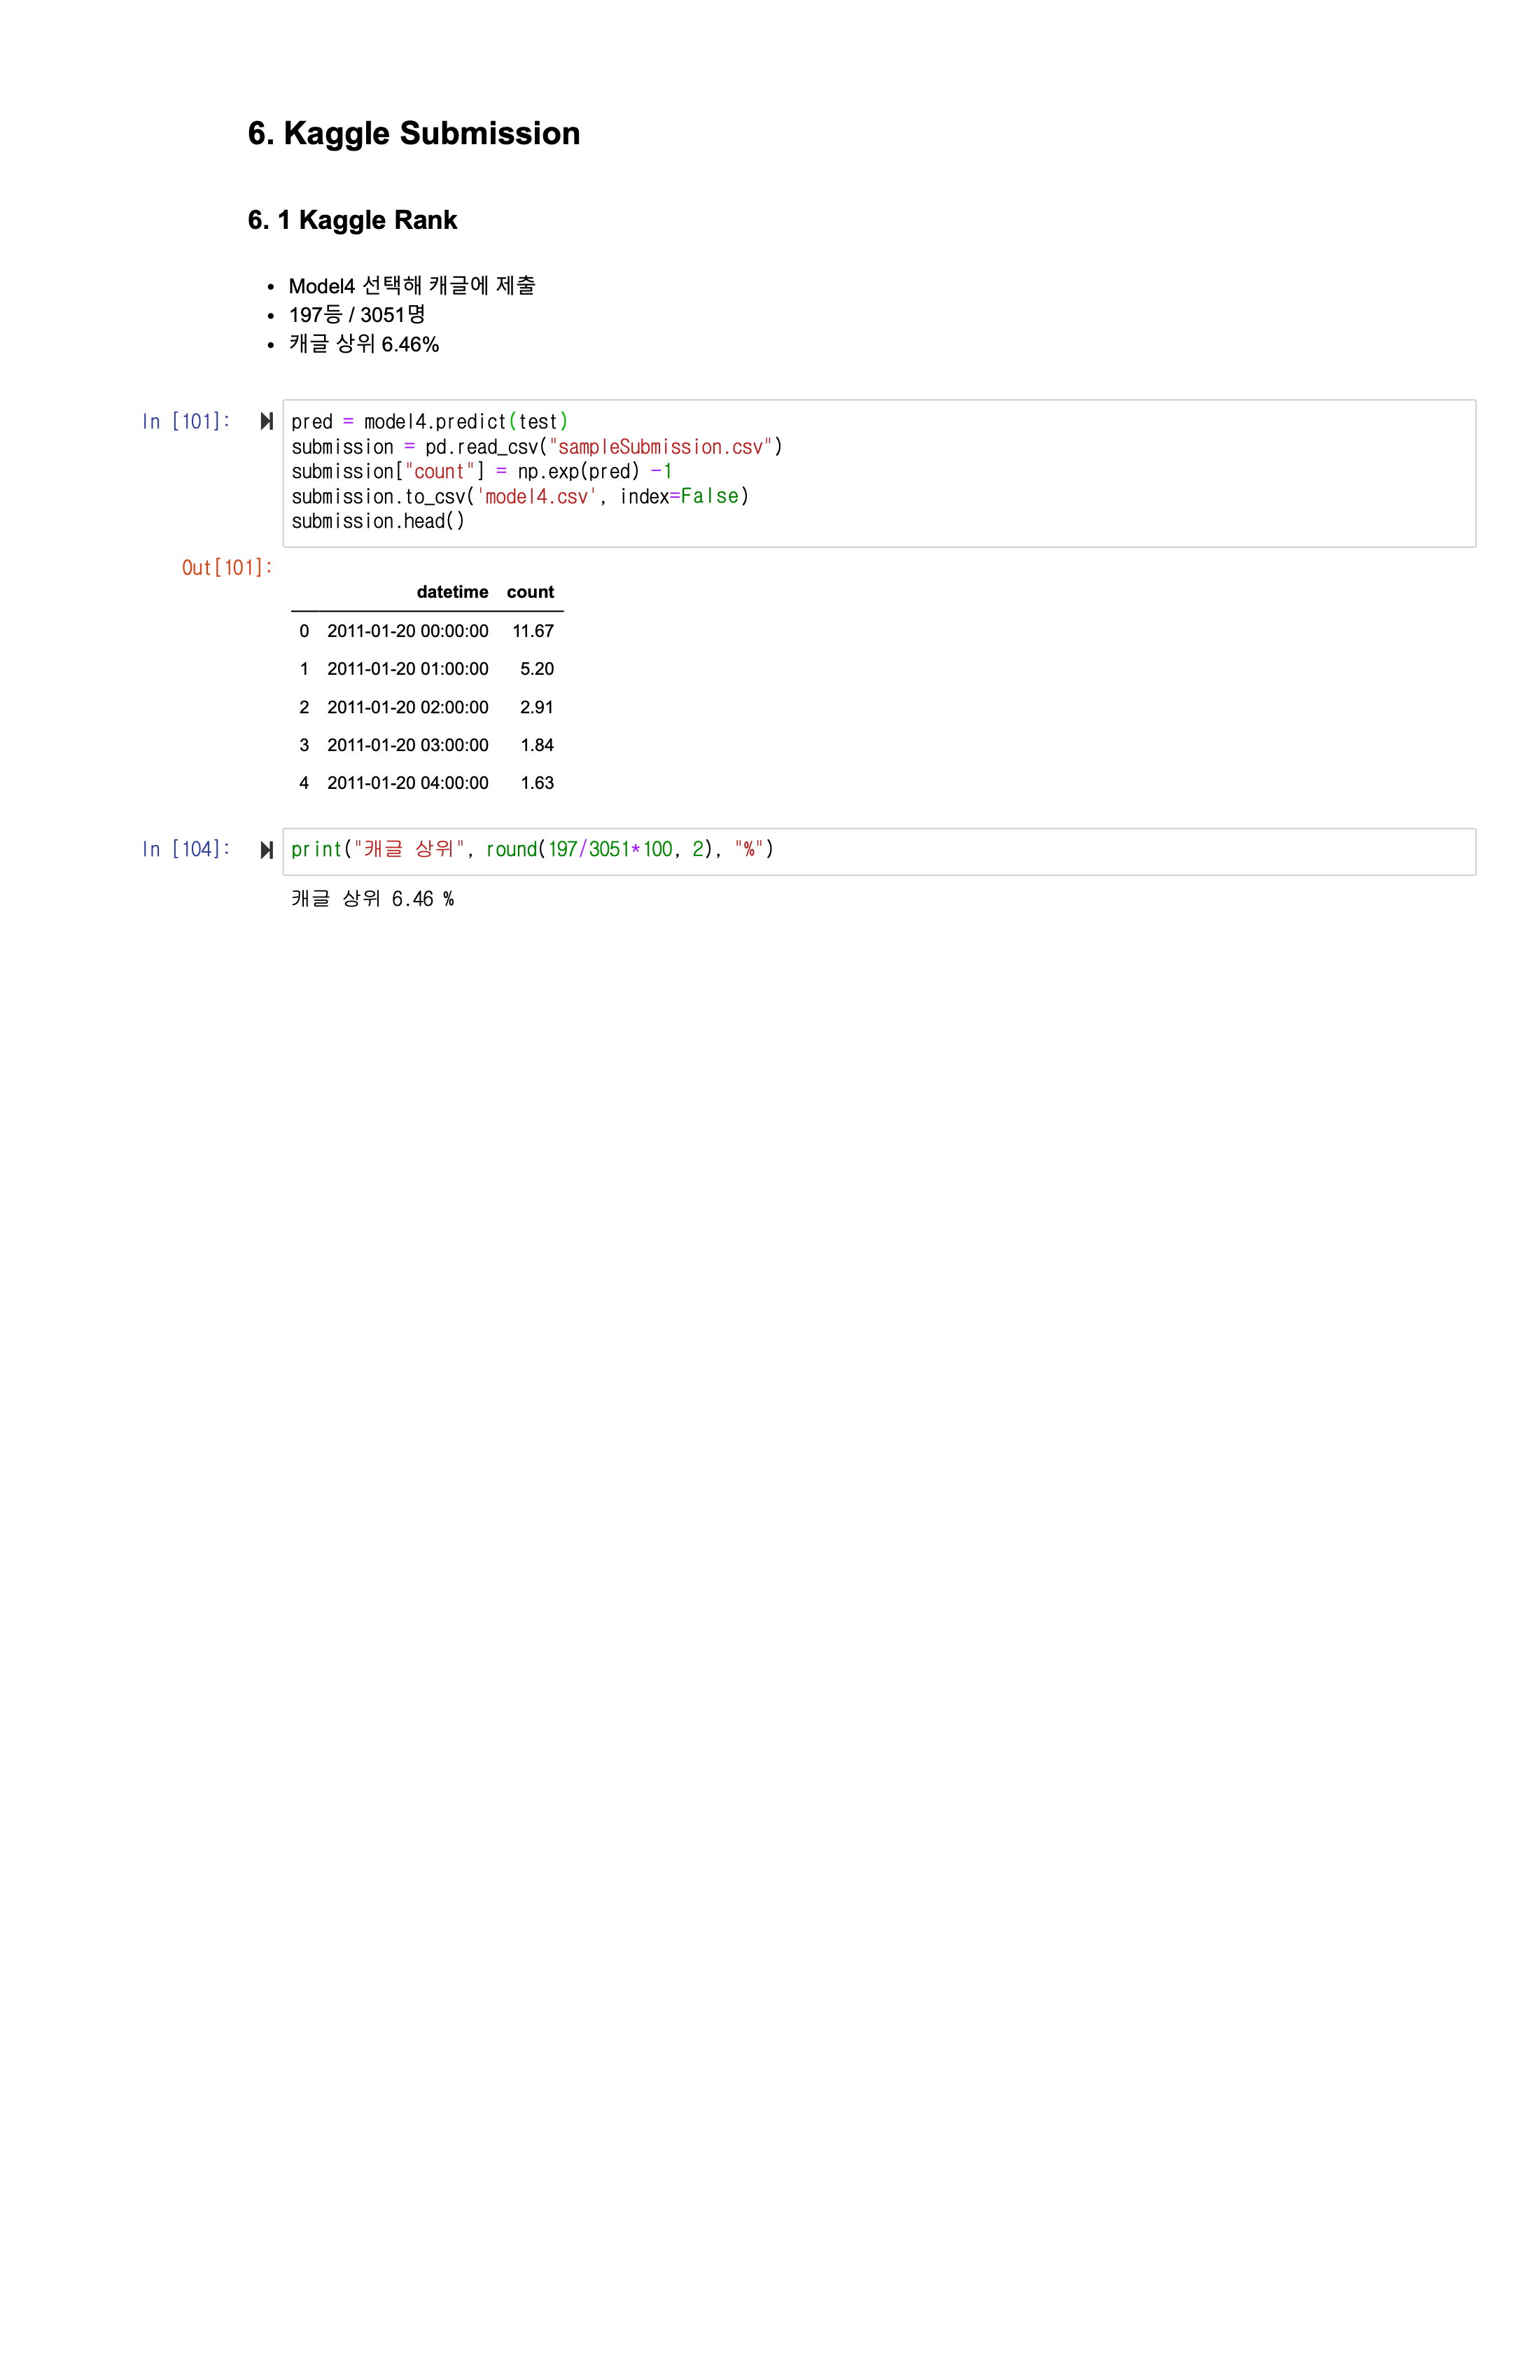 6. Kaggle Submission
6. 1 Kaggle Rank
• Model4 선택해 캐글에 제출
• 197등 / 3051명
• 캐글 상위 6.46%
In [101]:
pred = model4.predict(test)
submission = pd.read_csv("sampleSubmission.csv")
submission["count"] = np.exp(pred) -1
submission.to_csv('model4.csv', index=False)
submission.head()
Out[101]:
datetime count
0 2011-01-20 00:00:00 11.67
1 2011-01-20 01:00:00 5.20
2 2011-01-20 02:00:00 2.91
3 2011-01-20 03:00:00 1.84
4 2011-01-20 04:00:00 1.63
In [104]: print("캐글 상위", round(197/3051*100, 2), "%")
캐글 상위 6.46 %